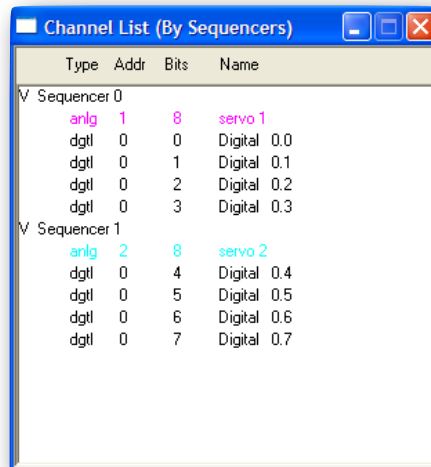 Channel List (By Sequencers)
Type Addr Bits Name
V Sequencer 0
anlg 1 8 servo 1
dgtl 0 0 Digital 0.0
dgtl 0 1 Digital 0.1
dgtl 0 2 Digital 0.2
dgtl 0 3 Digital 0.3
V Sequencer 1
anlg 2 8 servo 2
dgtl 0 4 Digital 0.4
dgtl 0 5 Digital 0.5
dgtl 0 6 Digital 0.6
dgtl 0 7 Digital 0.7